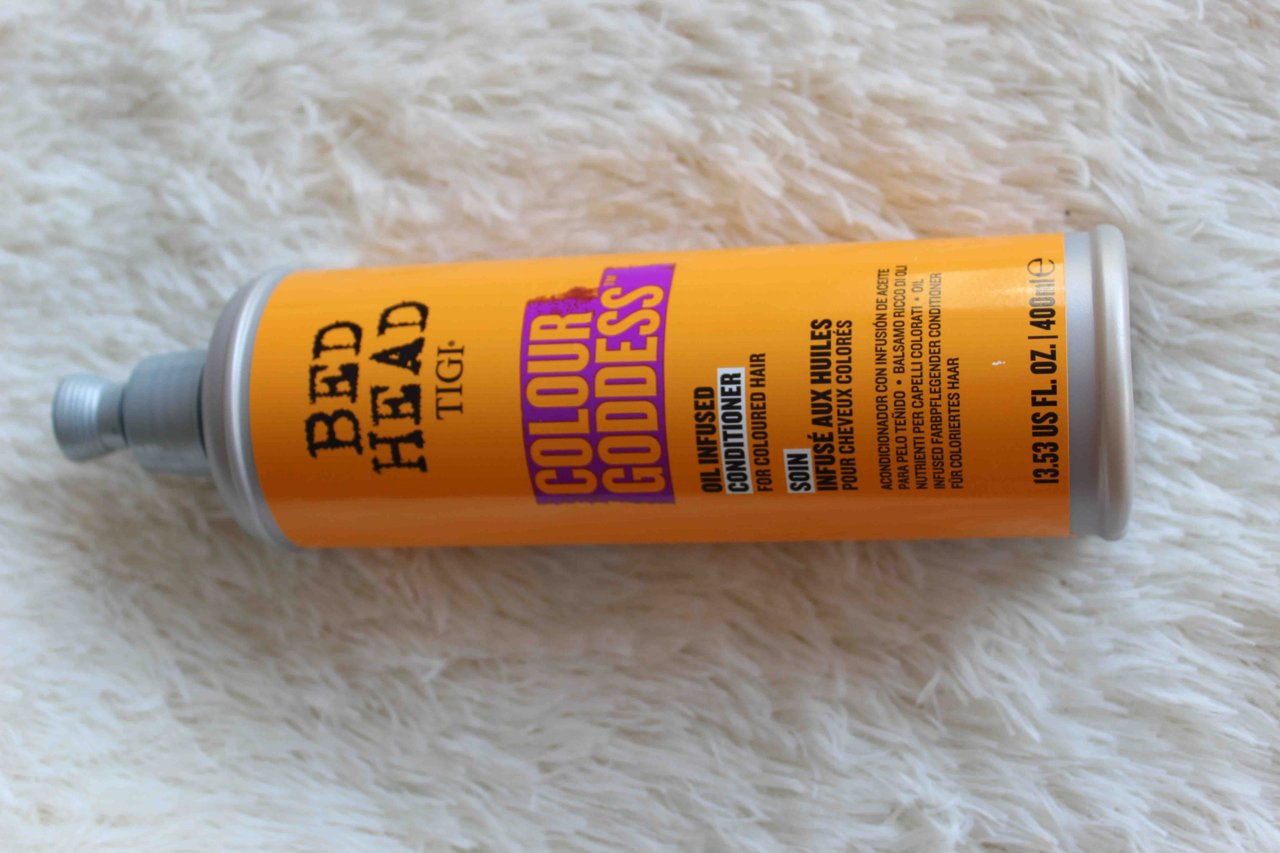 BED
HEAD
TIGI®
COLOUR
GODDESS™
OIL INFUSED
CONDITIONER
FOR COLOURED HAIR
SOIN
INFUSÉ AUX HUILES
POUR CHEVEUX COLORÉS
ACONDICIONADOR CON INFUSIÓN DE ACEITE
PARA PELO TEÑIDO • BALSAMO RICCO DI OLI
NUTRIENTI PER CAPELLI COLORATI • OIL
INFUSED FARBPFLEGENDER CONDITIONER
FÜR COLORIERTES HAAR
13.53 US FL. OZ. | 400ml℮